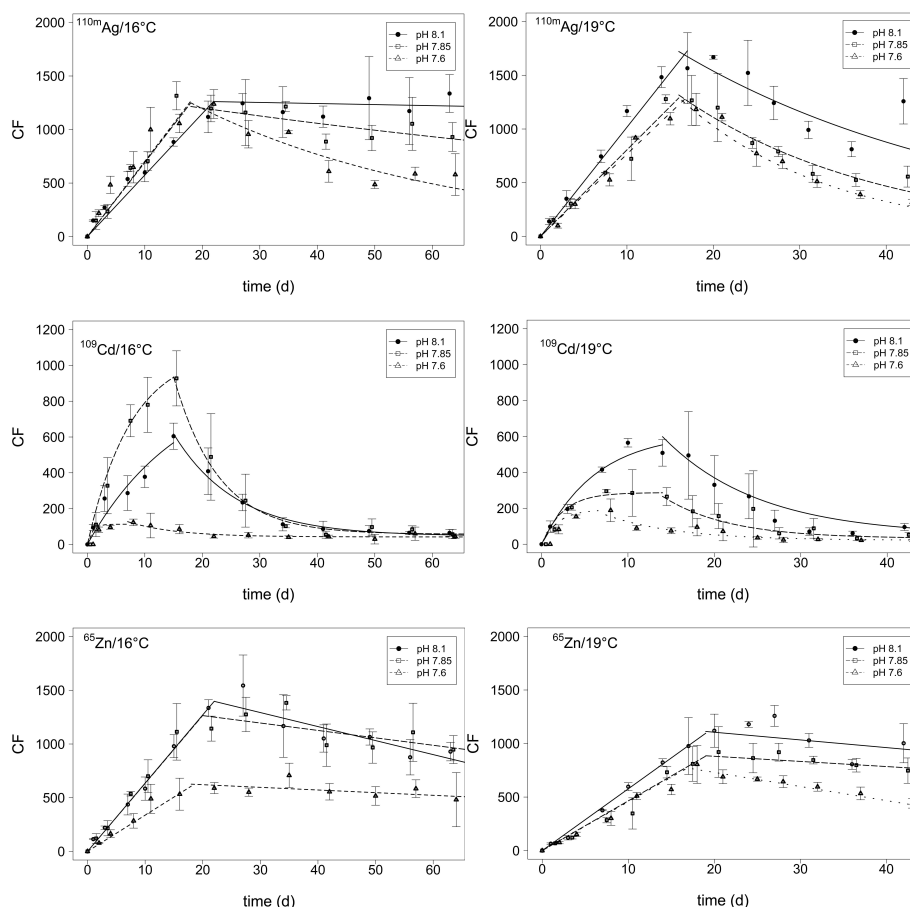 110mAg/16°C
pH 8.1
pH 7.85
pH 7.6
2000
1500
1000
500
0
CF
0 10 20 30 40 50 60
time (d)
110mAg/19°C
pH 8.1
pH 7.85
pH 7.6
2000
1500
1000
500
0
CF
0 10 20 30 40
time (d)
109Cd/16°C
pH 8.1
pH 7.85
pH 7.6
1200
1000
800
600
400
200
0
CF
0 10 20 30 40 50 60
time (d)
109Cd/19°C
pH 8.1
pH 7.85
pH 7.6
1200
1000
800
600
400
200
0
CF
0 10 20 30 40
time (d)
65Zn/16°C
pH 8.1
pH 7.85
pH 7.6
2000
1500
1000
500
0
CF
0 10 20 30 40 50 60
time (d)
65Zn/19°C
pH 8.1
pH 7.85
pH 7.6
2000
1500
1000
500
0
CF
0 10 20 30 40
time (d)